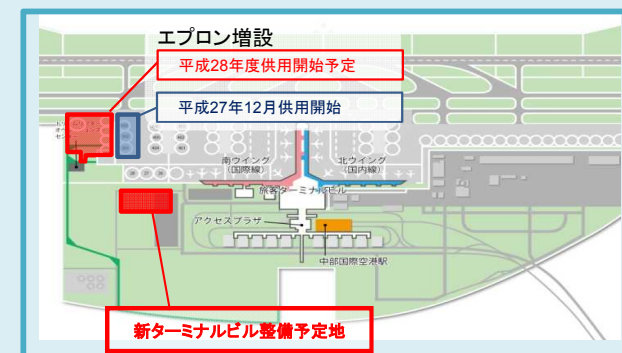 エプロン増設
平成28年度供用開始予定
平成27年12月供用開始
南ウイング
(国際線)
北ウイング
(国内線)
旅客ターミナルビル
アクセスプラザ
中部国際空港駅
新ターミナルビル整備予定地